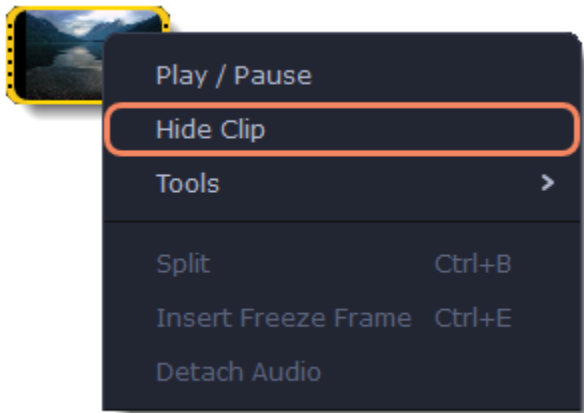 Play / Pause
Hide Clip
Tools
Split Ctrl+B
Insert Freeze Frame Ctrl+E
Detach Audio